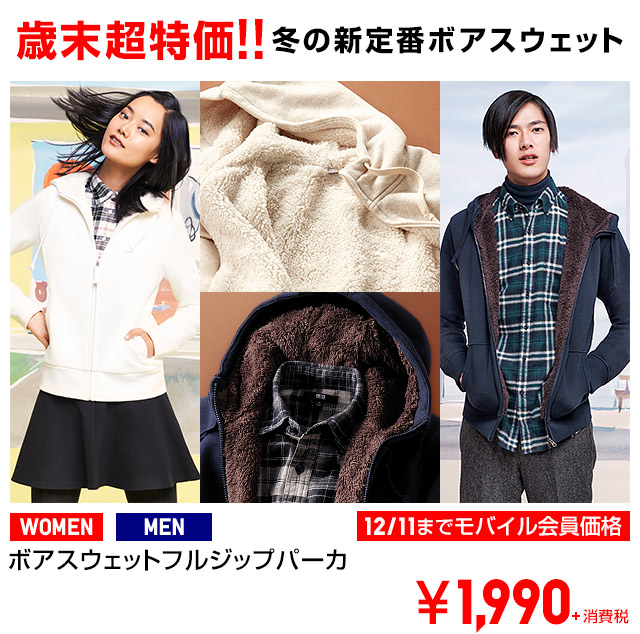 歳末超特価!! 冬の新定番ボアスウェット
WOMEN MEN 12/11までモバイル会員価格
ボアスウェットフルジップパーカ
¥1,990+消費税